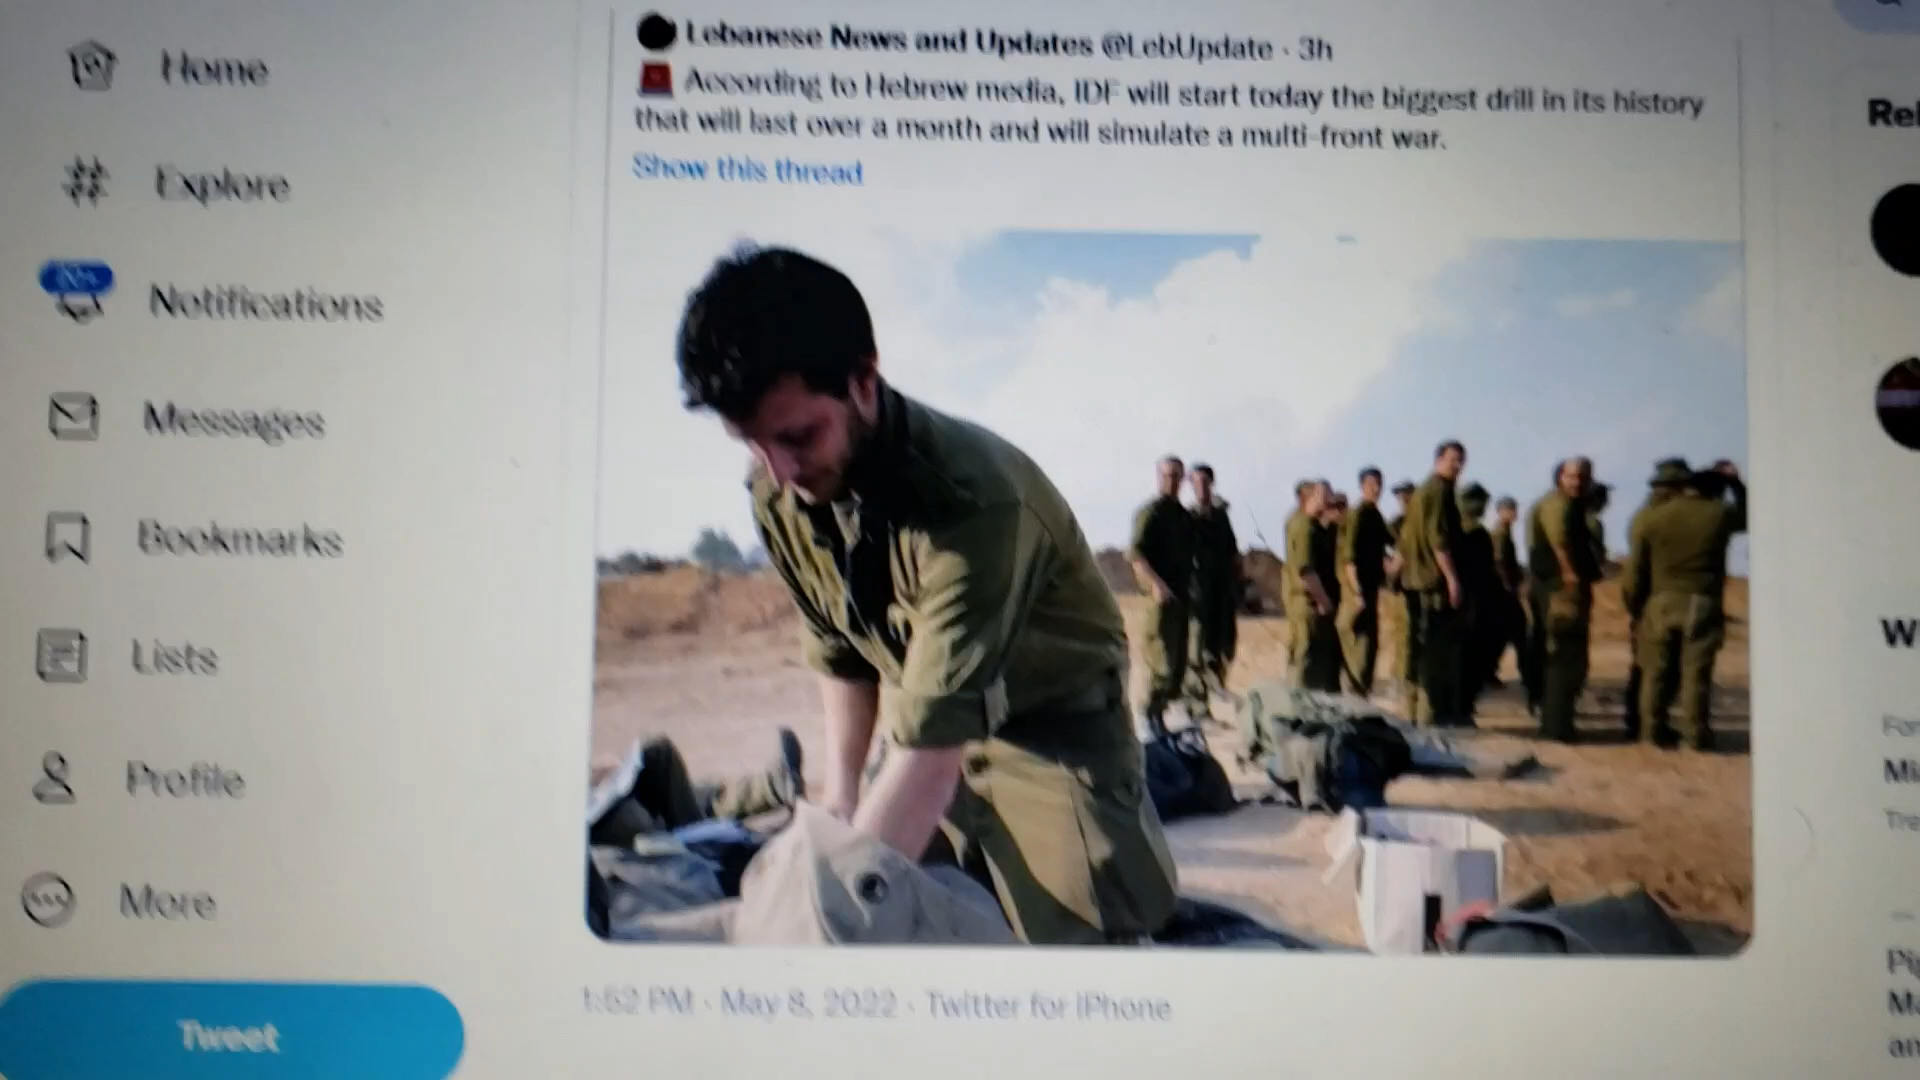 Home
Explore
Notifications
Messages
Bookmarks
Lists
Profile
More
Tweet
Lebanese News and Updates @LebUpdate · 3h
According to Hebrew media, IDF will start today the biggest drill in its history
that will last over a month and will simulate a multi-front war.
Show this thread
1:52 PM · May 8, 2022 · Twitter for iPhone